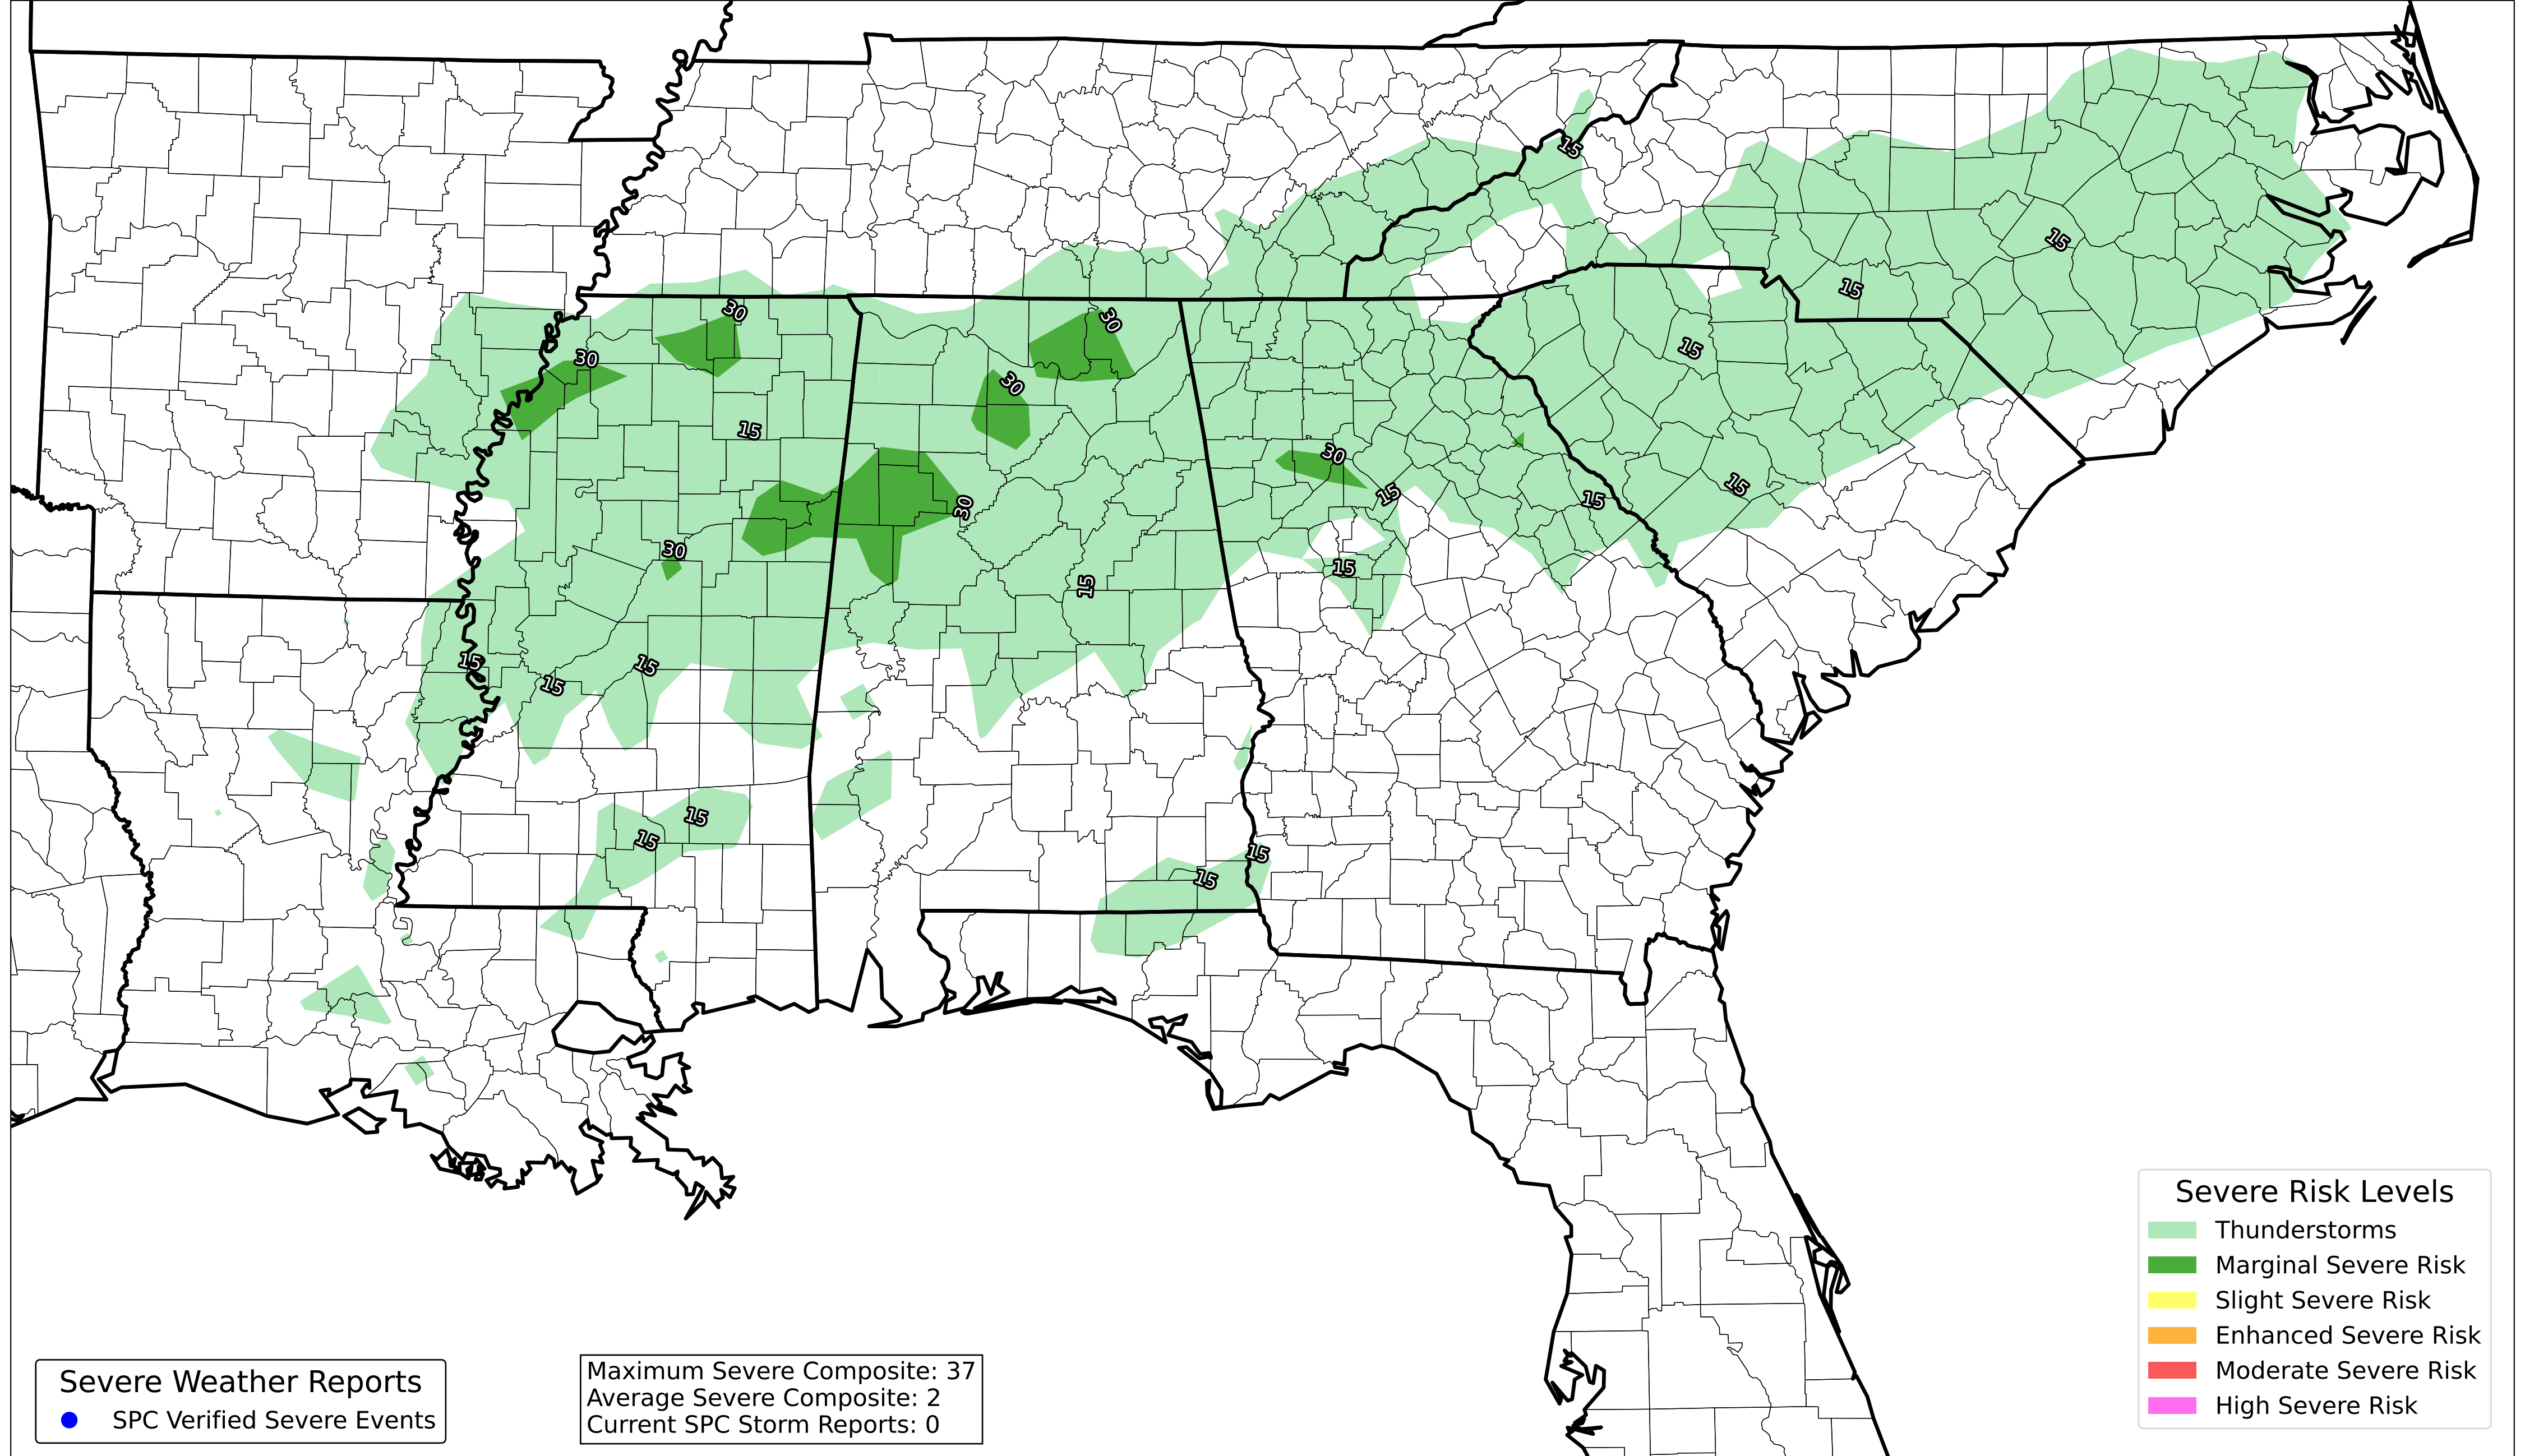 15
15
15
30
30
30
15
30
15
30
15
15
15
30
30
15
15
15
15
15
15
15
15
15
Severe Risk Levels
Thunderstorms
Marginal Severe Risk
Slight Severe Risk
Enhanced Severe Risk
Moderate Severe Risk
High Severe Risk
Severe Weather Reports
SPC Verified Severe Events
Maximum Severe Composite: 37
Average Severe Composite: 2
Current SPC Storm Reports: 0